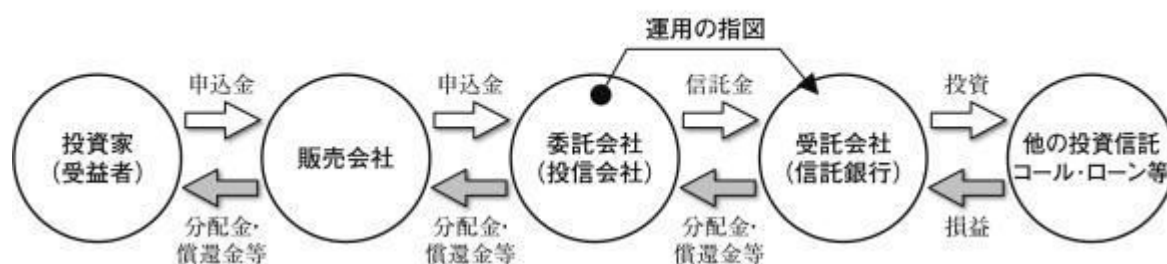 運用の指図
申込金
申込金
信託金
投資
投資家
(受益者)
販売会社
委託会社
(投信会社)
受託会社
(信託銀行)
他の投資信託
コール・ローン等
分配金・
償還金等
分配金・
償還金等
分配金・
償還金等
損益